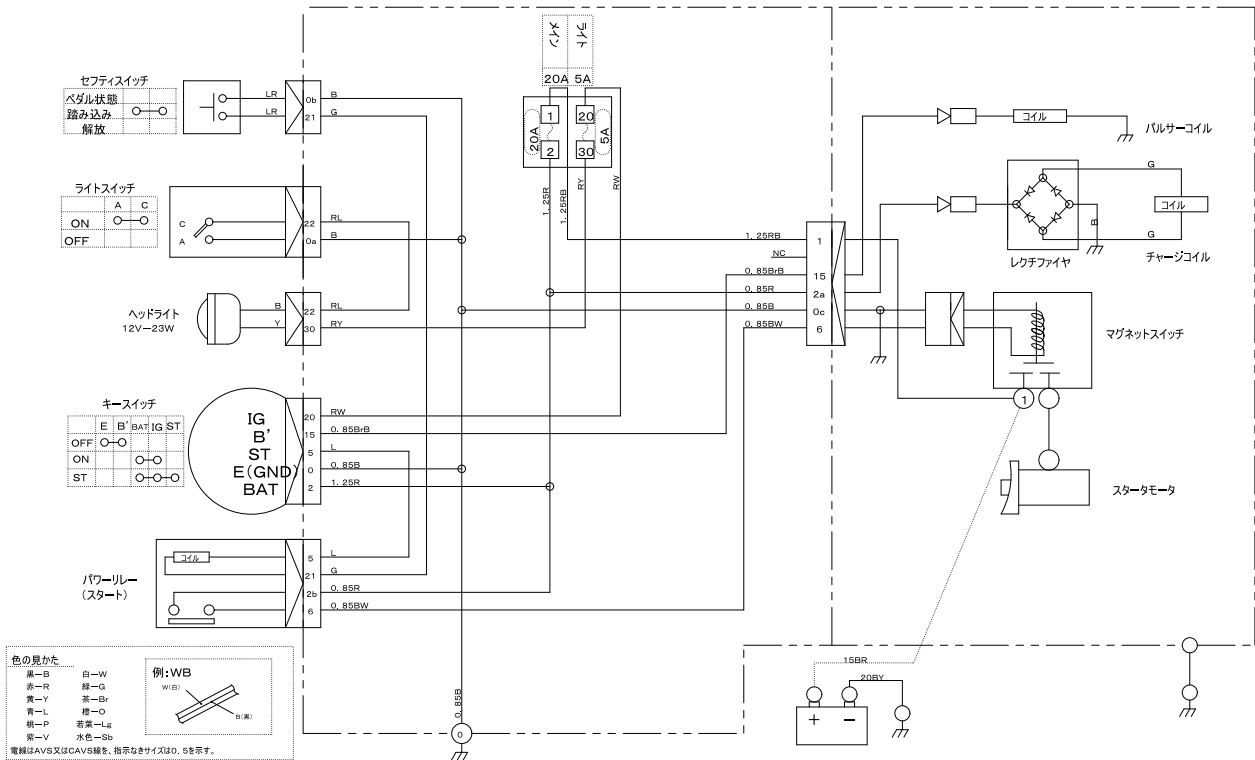 メイン
ライト
20A 5A
1
20
2
30
20A
5A
1. 25R
1. 25RB
RY
RW
セフティスイッチ
ペダル状態
踏み込み
解放
LR
LR
0b
21
B
G
ライトスイッチ
A C
ON
OFF
C
A
22
0a
RL
B
ヘッドライト
12V−23W
B
Y
22
30
RL
RY
キースイッチ
E B' BAT IG ST
OFF
ON
ST
IG
B'
ST
E(GND)
BAT
20
15
5
0
2
RW
0. 85BrB
L
0. 85B
1. 25R
パワーリレー
(スタート)
コイル
5
21
2b
6
L
G
0. 85R
0. 85BW
1. 25RB
NC
0. 85BrB
0. 85R
0. 85B
0. 85BW
1
15
2a
0c
6
コイル
パルサーコイル
G
コイル
B
G
レクチファイヤ
チャージコイル
マグネットスイッチ
1
スタータモータ
15BR
20BY
+ −
0. 85B
0
色の見かた
黒−B 白−W
赤−R 緑−G
黄−Y 茶−Br
青−L 橙−O
桃−P 若葉−Lg
紫−V 水色−Sb
例:WB
W(白)
B(黒)
電線はAVS又はCAVS線を、指示なきサイズは0. 5を示す。